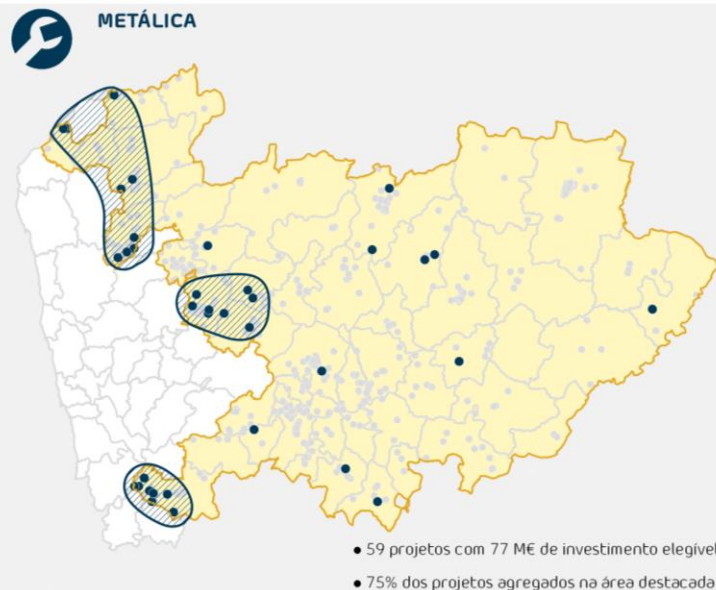 METÁLICA
● 59 projetos com 77 M€ de investimento elegível
● 75% dos projetos agregados na área destacada